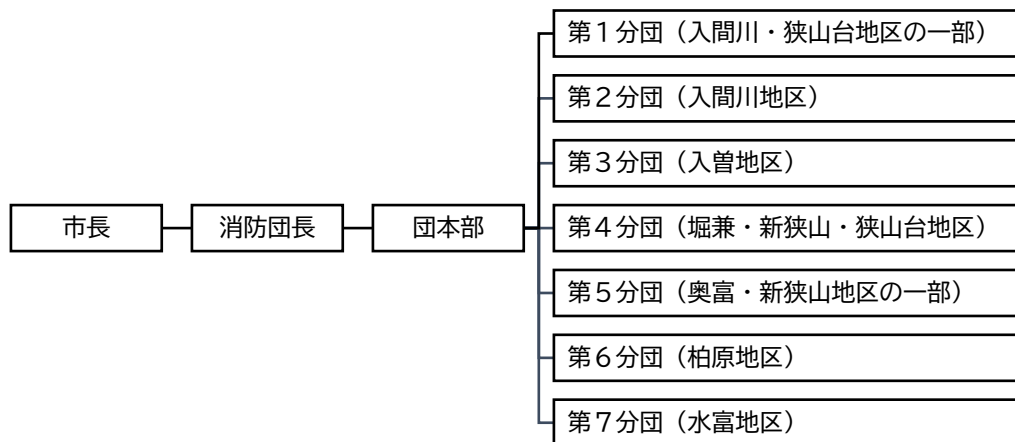 第１分団（入間川・狭山台地区の一部）
第２分団（入間川地区）
第３分団（入曽地区）
市長
消防団長
団本部
第４分団（堀兼・新狭山・狭山台地区）
第５分団（奥富・新狭山地区の一部）
第６分団（柏原地区）
第７分団（水富地区）